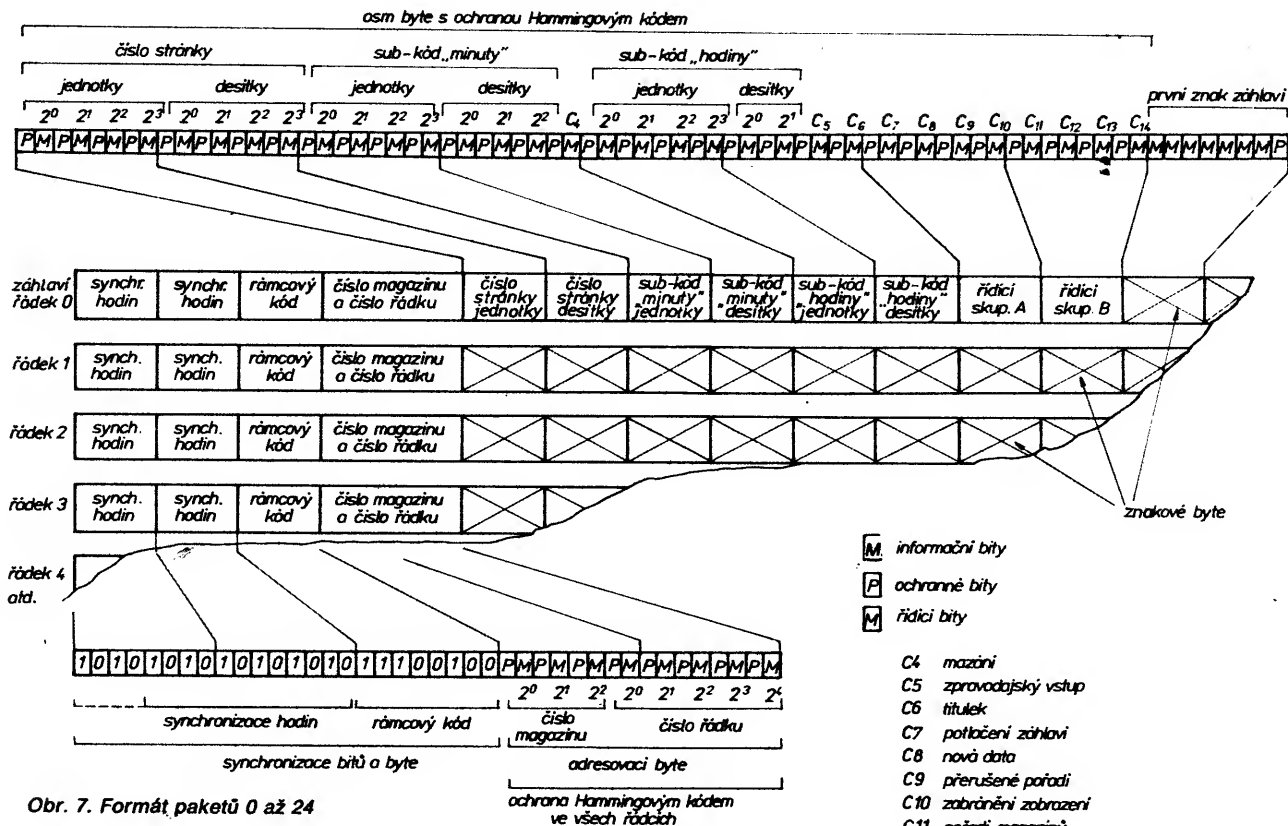 osm byte s ochranou Hammingovým kódem
číslo stránky
sub-kód „minuty"
sub-kód „hodiny"
jednotky desítky jednotky desítky jednotky desítky
první znak záhlaví
2⁰ 2¹ 2² 2³ 2⁰ 2¹ 2² 2³ 2⁰ 2¹ 2² 2³ 2⁰ 2¹ 2² C4 2⁰ 2¹ 2² 2³ 2⁰ 2¹ C5 C6 C7 C8 C9 C10 C11 C12 C13 C14
P M P M P M P M P M P M P M P M P M P M P M P M P M P M P M P M P M P M P M P M P M P M P M P M P M P M P M P M P M P M P M P M M M M M M M M P
záhlaví řádek 0
synchr. hodin
synchr. hodin
rámcový kód
číslo magazinu a číslo řádku
číslo stránky jednotky
číslo stránky desítky
sub-kód „minuty" jednotky
sub-kód „minuty" desítky
sub-kód „hodiny" jednotky
sub-kód „hodiny" desítky
řídicí skup. A
řídicí skup. B
řádek 1
synch. hodin
synch. hodin
rámcový kód
číslo magazinu a číslo řádku
řádek 2
synch. hodin
synch. hodin
rámcový kód
číslo magazinu a číslo řádku
řádek 3
synch. hodin
synch. hodin
rámcový kód
číslo magazinu a číslo řádku
znakové byte
řádek 4
atd.
M informační bity
P ochranné bity
M řídicí bity
1 0 1 0 1 0 1 0 1 0 1 0 1 0 1 0 1 1 1 0 0 1 0 0 P M P M P M P M P M P M P M P M
2⁰ 2¹ 2² 2⁰ 2¹ 2² 2³ 2⁴
synchronizace hodin
rámcový kód
číslo magazinu
číslo řádku
synchronizace bitů a byte
adresovací byte
ochrana Hammingovým kódem
ve všech řádcích
C4 mazání
C5 zpravodajský vstup
C6 titulek
C7 potlačení záhlaví
C8 nová data
C9 přerušené pořadí
C10 zabránění zobrazení
Obr. 7. Formát paketů 0 až 24